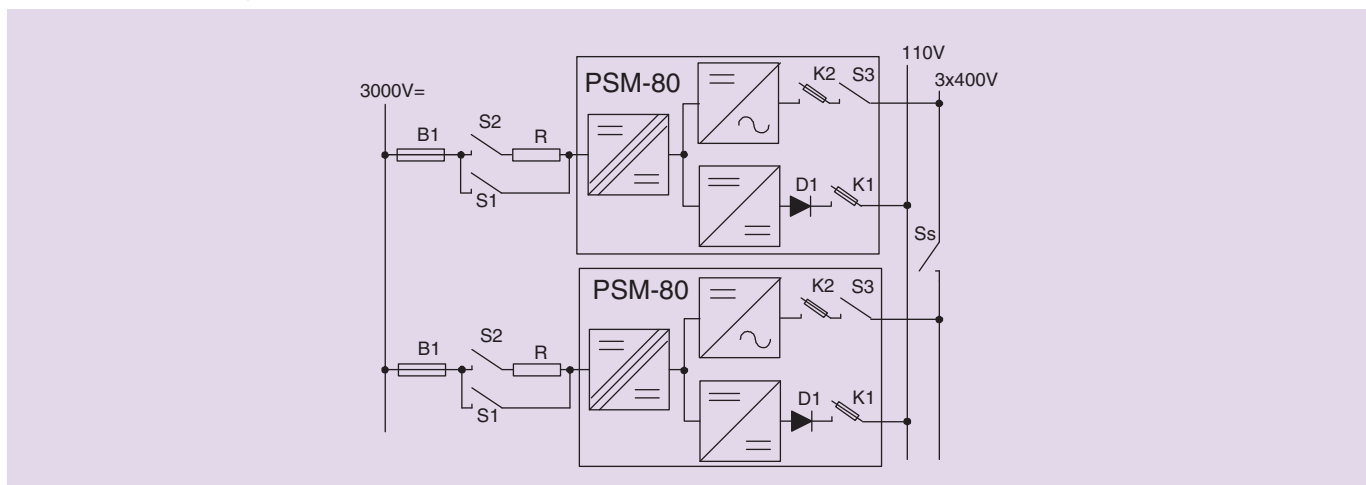 110V
3x400V
3000V=
PSM-80
K2 S3
B1 S2 R
S1
D1 K1
Ss
PSM-80
K2 S3
B1 S2 R
S1
D1 K1